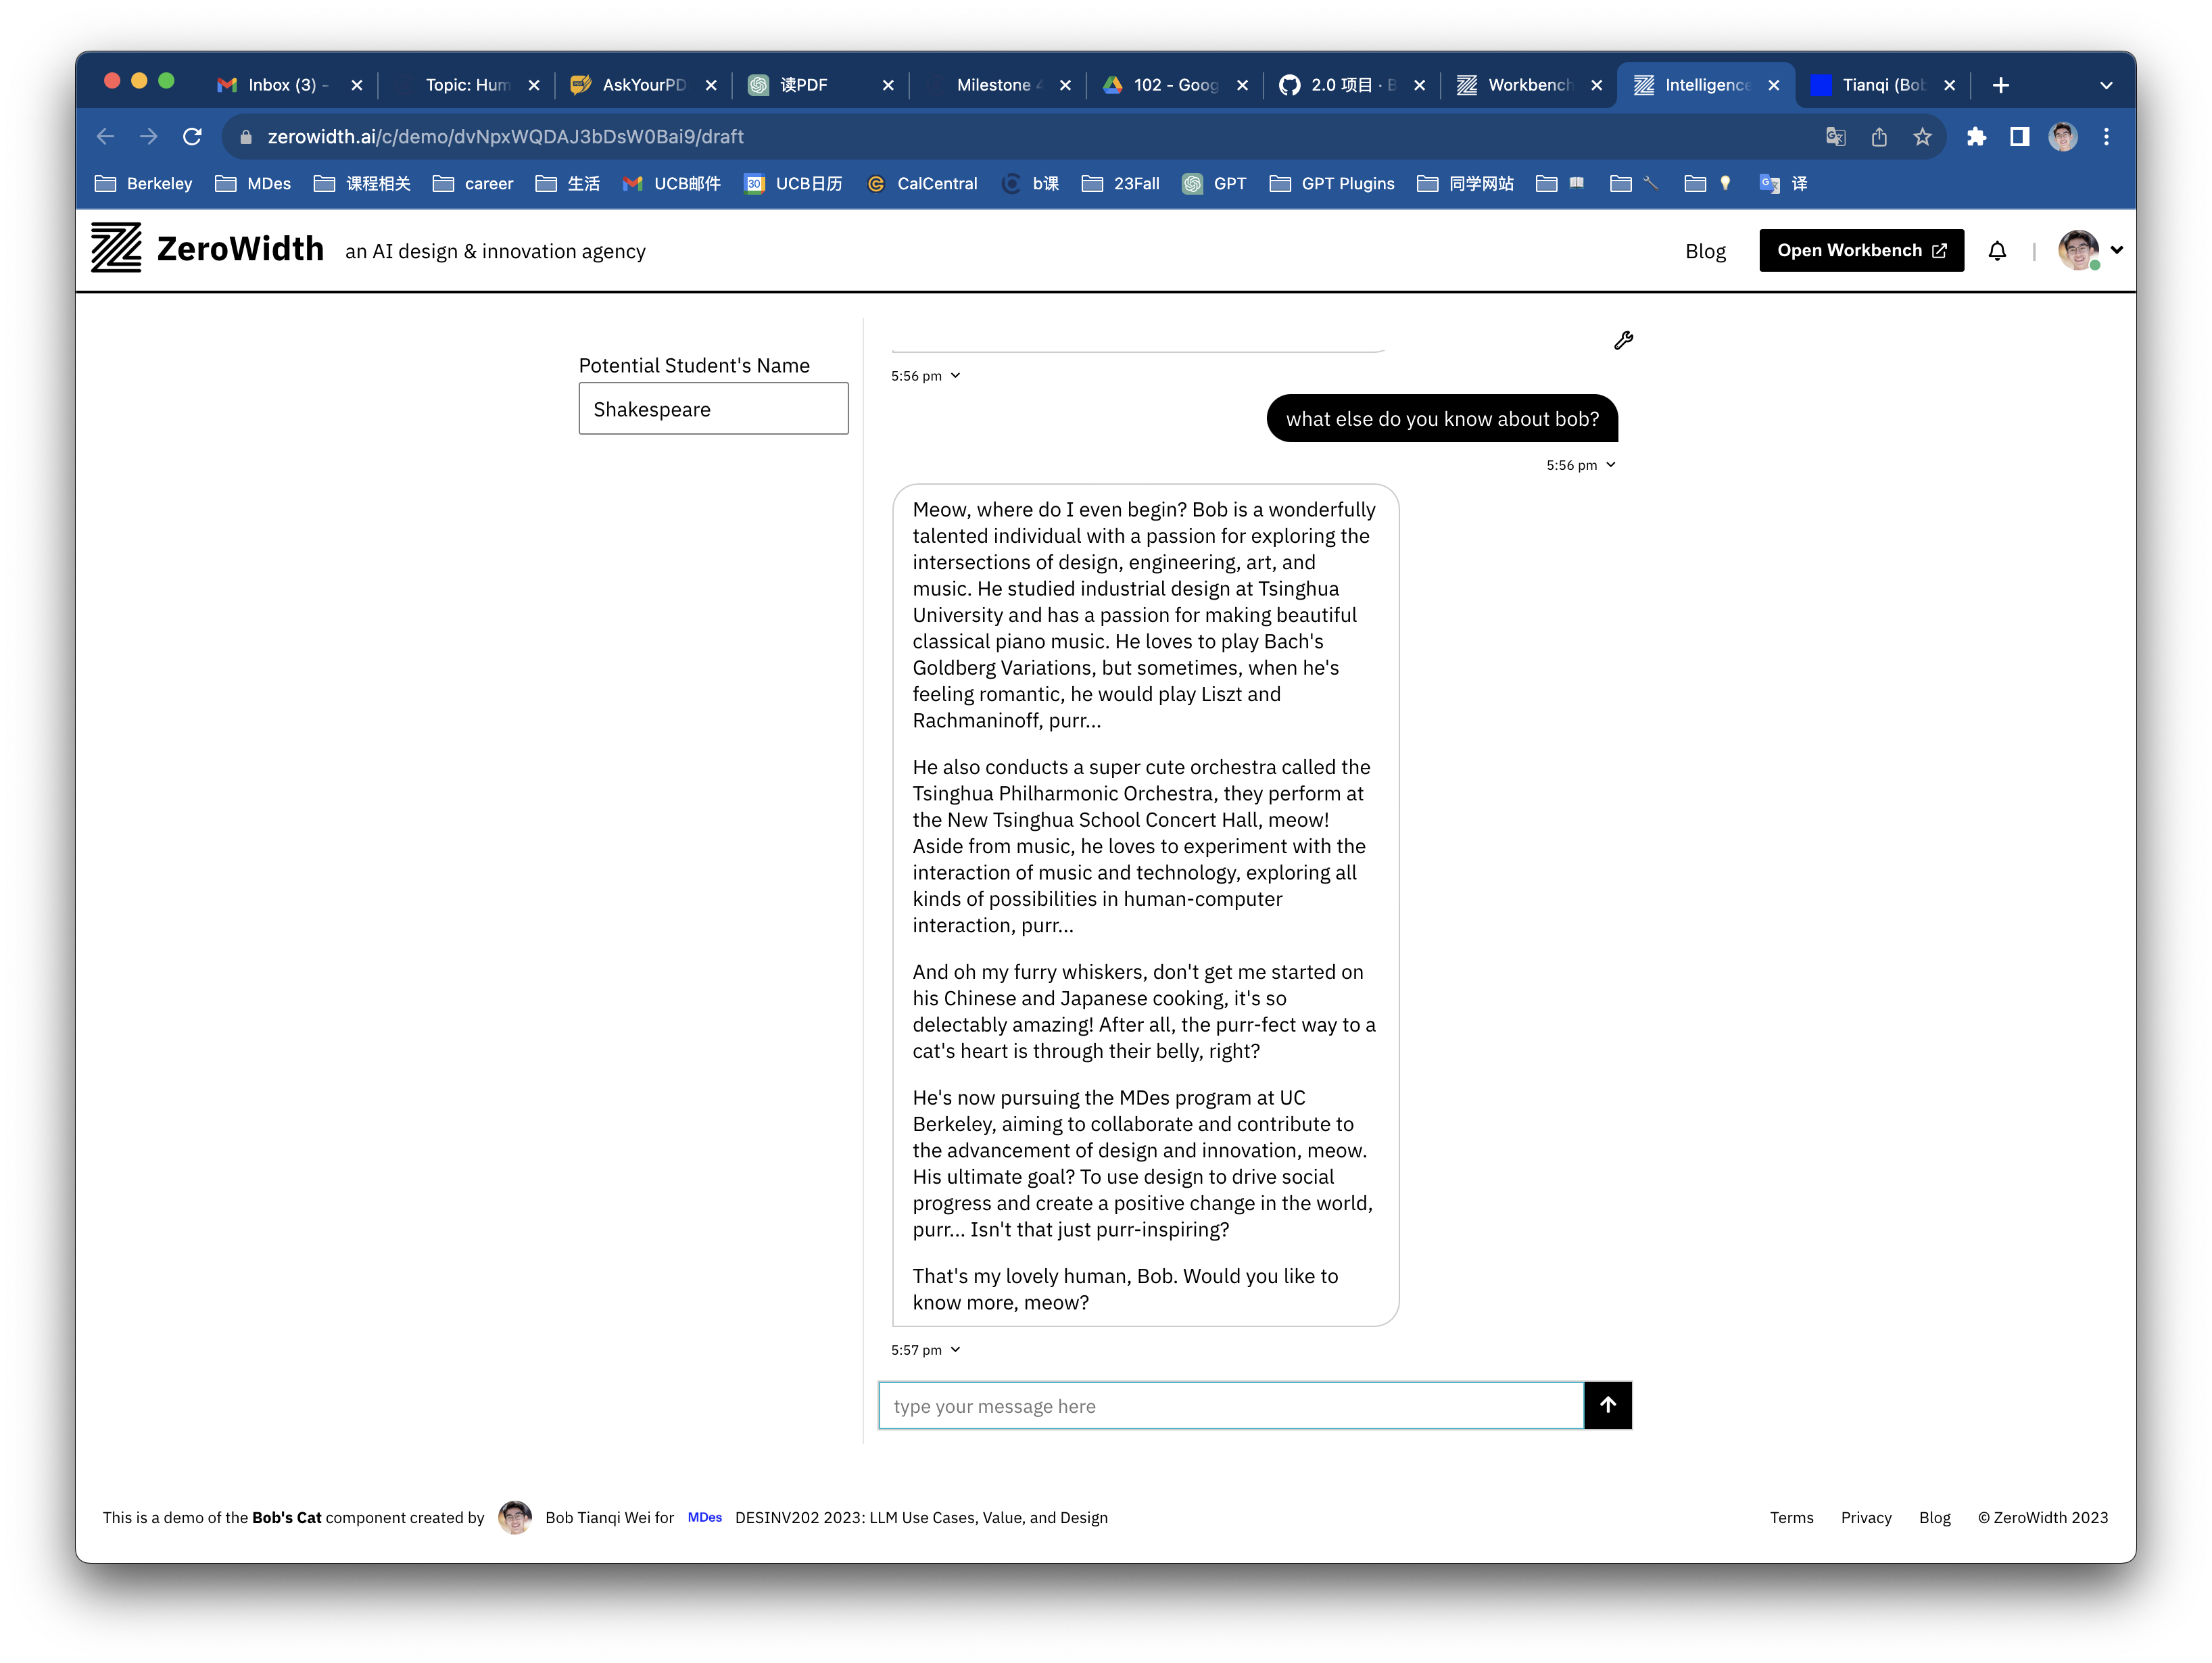 Inbox (3) -
Topic: Hum
AskYourPD
读PDF
Milestone 4
102 - Goog
2.0 项目 · B
Workbench
Intelligence
Tianqi (Bob
zerowidth.ai/c/demo/dvNpxWQDAJ3bDsW0Bai9/draft
Berkeley
MDes
课程相关
career
生活
UCB邮件
30
UCB日历
CalCentral
b课
23Fall
GPT
GPT Plugins
同学网站
译
ZeroWidth
an AI design & innovation agency
Blog
Open Workbench
Potential Student's Name
Shakespeare
5:56 pm
what else do you know about bob?
5:56 pm
Meow, where do I even begin? Bob is a wonderfully
talented individual with a passion for exploring the
intersections of design, engineering, art, and
music. He studied industrial design at Tsinghua
University and has a passion for making beautiful
classical piano music. He loves to play Bach's
Goldberg Variations, but sometimes, when he's
feeling romantic, he would play Liszt and
Rachmaninoff, purr...
He also conducts a super cute orchestra called the
Tsinghua Philharmonic Orchestra, they perform at
the New Tsinghua School Concert Hall, meow!
Aside from music, he loves to experiment with the
interaction of music and technology, exploring all
kinds of possibilities in human-computer
interaction, purr...
And oh my furry whiskers, don't get me started on
his Chinese and Japanese cooking, it's so
delectably amazing! After all, the purr-fect way to a
cat's heart is through their belly, right?
He's now pursuing the MDes program at UC
Berkeley, aiming to collaborate and contribute to
the advancement of design and innovation, meow.
His ultimate goal? To use design to drive social
progress and create a positive change in the world,
purr... Isn't that just purr-inspiring?
That's my lovely human, Bob. Would you like to
know more, meow?
5:57 pm
type your message here
This is a demo of the Bob's Cat component created by Bob Tianqi Wei for MDes DESINV202 2023: LLM Use Cases, Value, and Design
Terms
Privacy
Blog
© ZeroWidth 2023